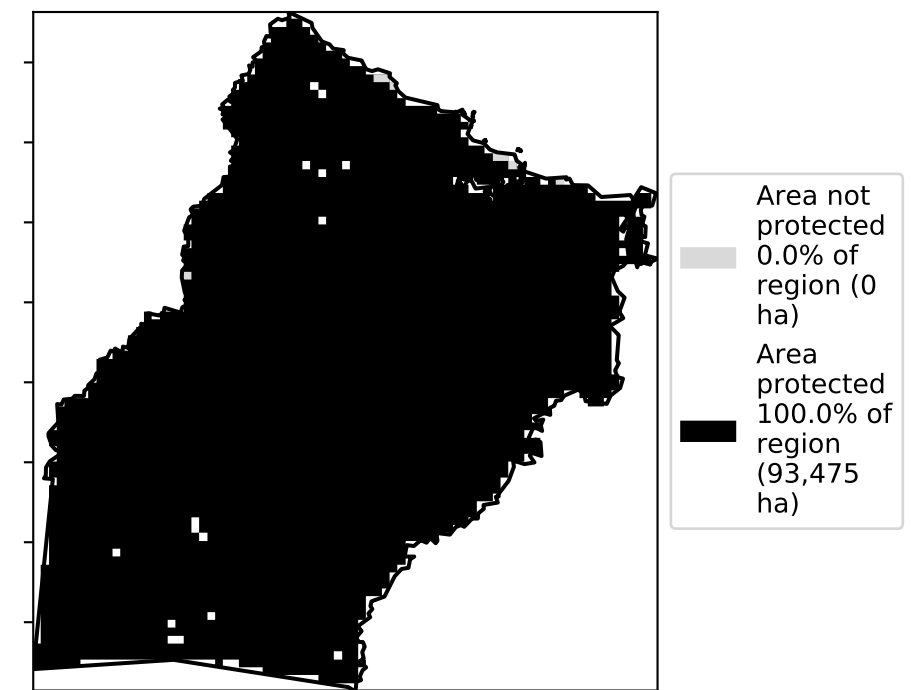 Area not
protected
0.0% of
region (0
ha)
Area
protected
100.0% of
region
(93,475
ha)